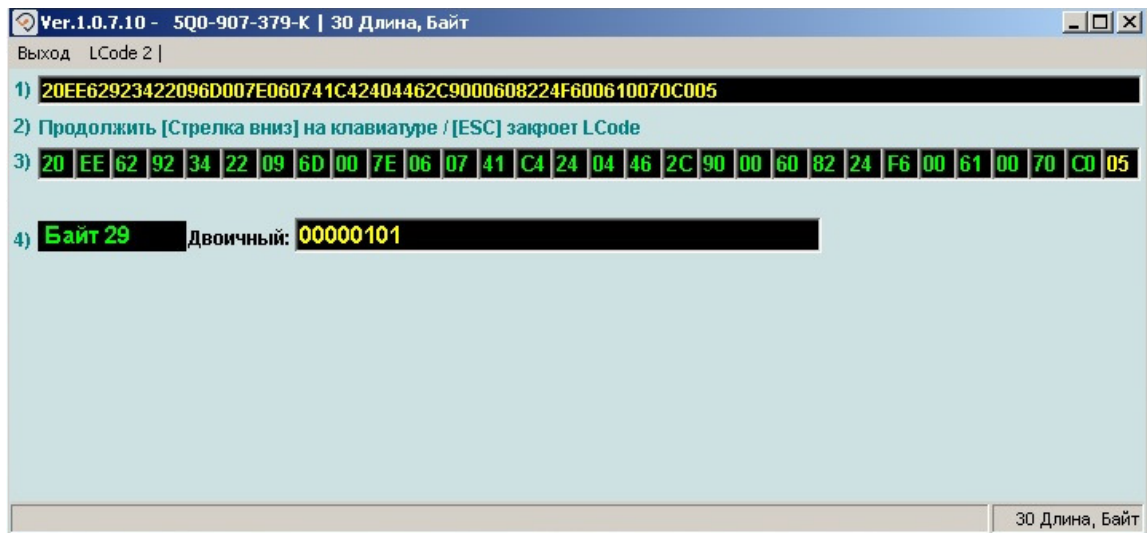 Ver.1.0.7.10 - 5Q0-907-379-K | 30 Длина, Байт
Выход LCode 2 |
1) 20EE62923422096D007E060741C42404462C9000608224F600610070C005
2) Продолжить [Стрелка вниз] на клавиатуре / [ESC] закроет LCode
3) 20 EE 62 92 34 22 09 6D 00 7E 06 07 41 C4 24 04 46 2C 90 00 60 82 24 F6 00 61 00 70 C0 05
4) Байт 29 Двоичный: 00000101
30 Длина, Байт